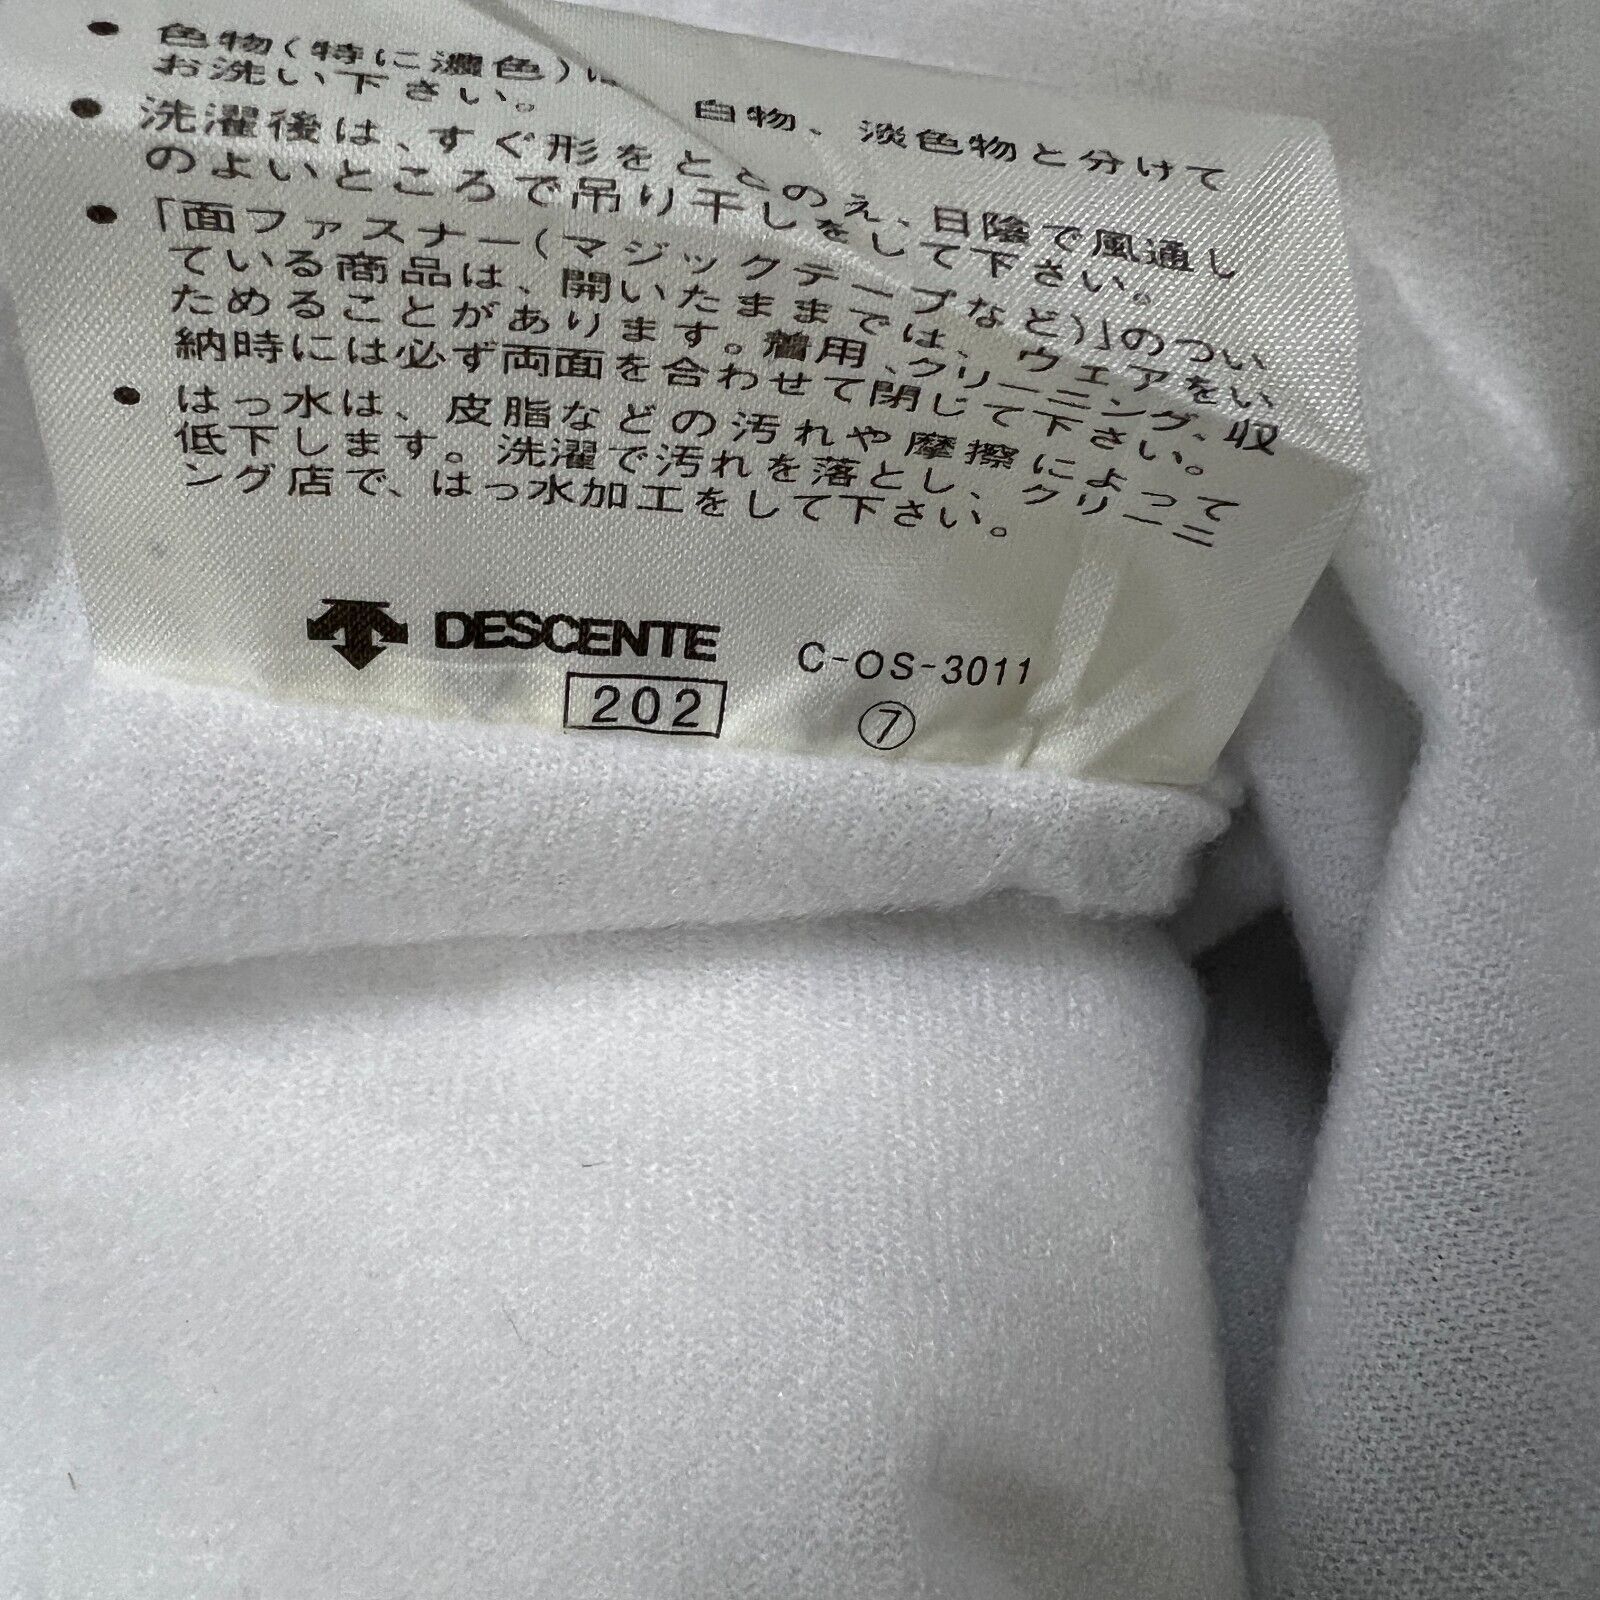 ● 色物(特に濃色)は 白物、淡色物と分けて
お洗い下さい。
● 洗濯後は、すぐ形をととのえ、日陰で風通し
のよいところで吊り干しをして下さい。
● 「面ファスナー(マジックテープなど)」のつい
ている商品は、開いたままでは、ウェアをい
ためることがあります。着用、クリーニング、収
納時には必ず両面を合わせて閉じて下さい。
● はっ水は、皮脂などの汚れや摩擦によって
低下します。洗濯で汚れを落とし、クリーニ
ング店で、はっ水加工をして下さい。
DESCENTE C-OS-3011
202 ⑦